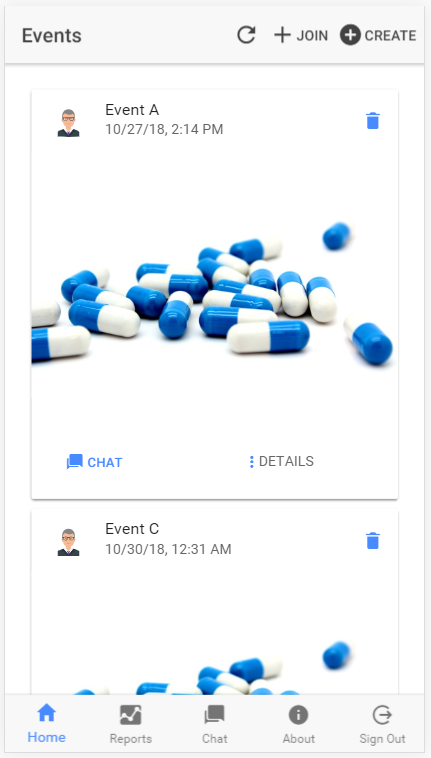 Events JOIN CREATE
Event A
10/27/18, 2:14 PM
CHAT DETAILS
Event C
10/30/18, 12:31 AM
Home Reports Chat About Sign Out